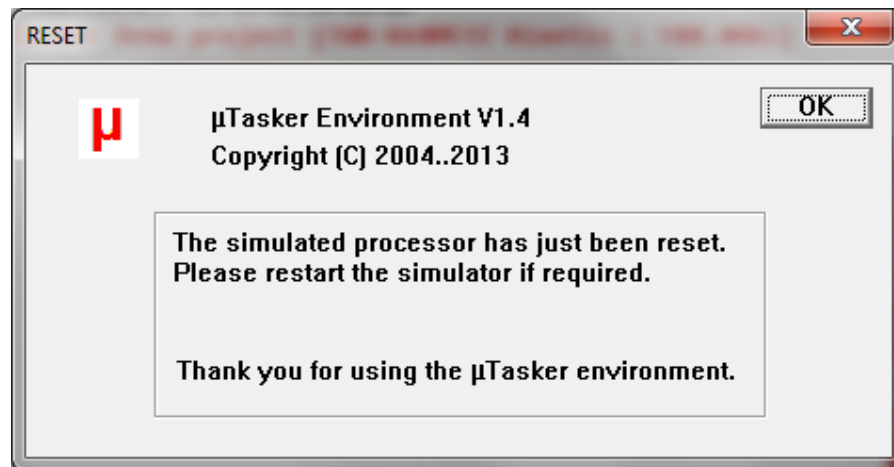 RESET
µ
µTasker Environment V1.4
Copyright (C) 2004..2013
OK
The simulated processor has just been reset.
Please restart the simulator if required.
Thank you for using the µTasker environment.